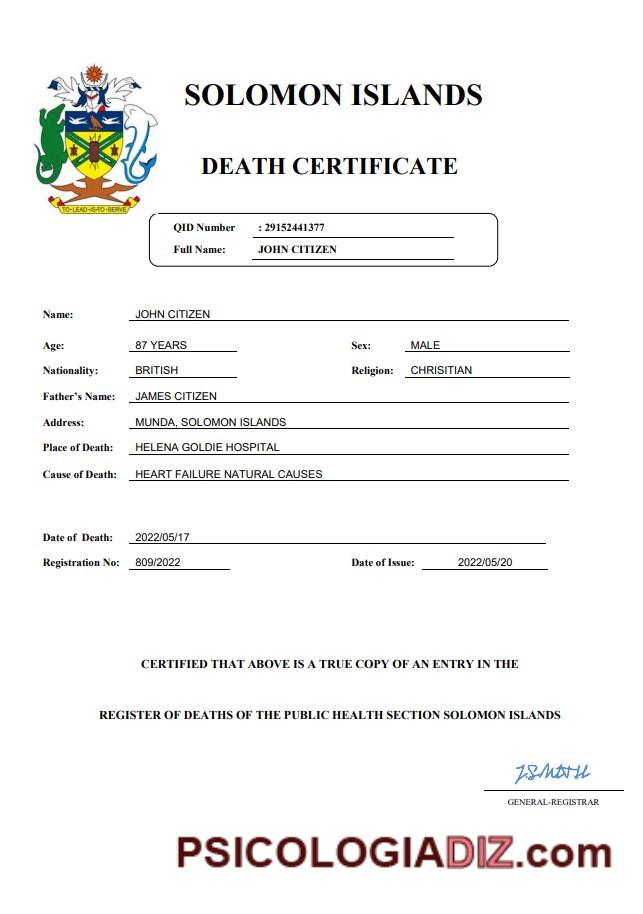 SOLOMON ISLANDS
DEATH CERTIFICATE
TO•LEAD•IS•TO•SERVE
QID Number : 29152441377
Full Name: JOHN CITIZEN
Name: JOHN CITIZEN
Age: 87 YEARS Sex: MALE
Nationality: BRITISH Religion: CHRISITIAN
Father's Name: JAMES CITIZEN
Address: MUNDA, SOLOMON ISLANDS
Place of Death: HELENA GOLDIE HOSPITAL
Cause of Death: HEART FAILURE NATURAL CAUSES
Date of Death: 2022/05/17
Registration No: 809/2022 Date of Issue: 2022/05/20
CERTIFIED THAT ABOVE IS A TRUE COPY OF AN ENTRY IN THE
REGISTER OF DEATHS OF THE PUBLIC HEALTH SECTION SOLOMON ISLANDS
GENERAL-REGISTRAR
PSICOLOGIADIZ.com